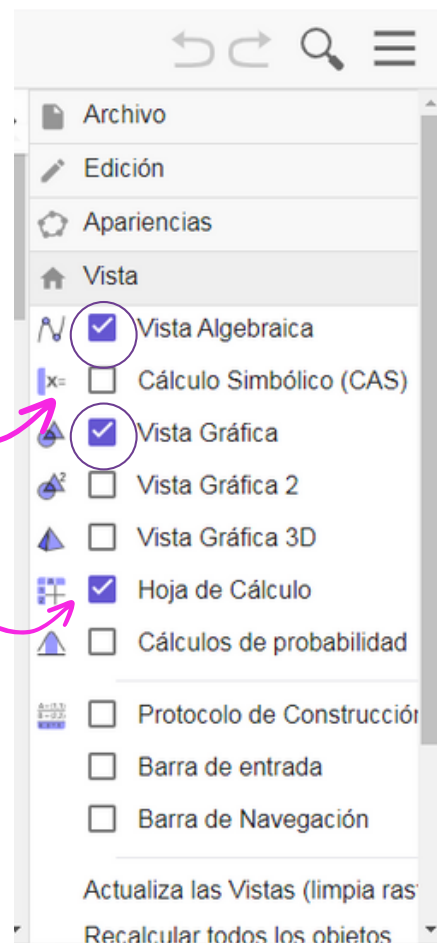 Archivo
Edición
Apariencias
Vista
Vista Algebraica
x=
Cálculo Simbólico (CAS)
Vista Gráfica
2
Vista Gráfica 2
Vista Gráfica 3D
Hoja de Cálculo
Cálculos de probabilidad
Protocolo de Construcción
Barra de entrada
Barra de Navegación
Actualiza las Vistas (limpia ras
Recalcular todos los objetos